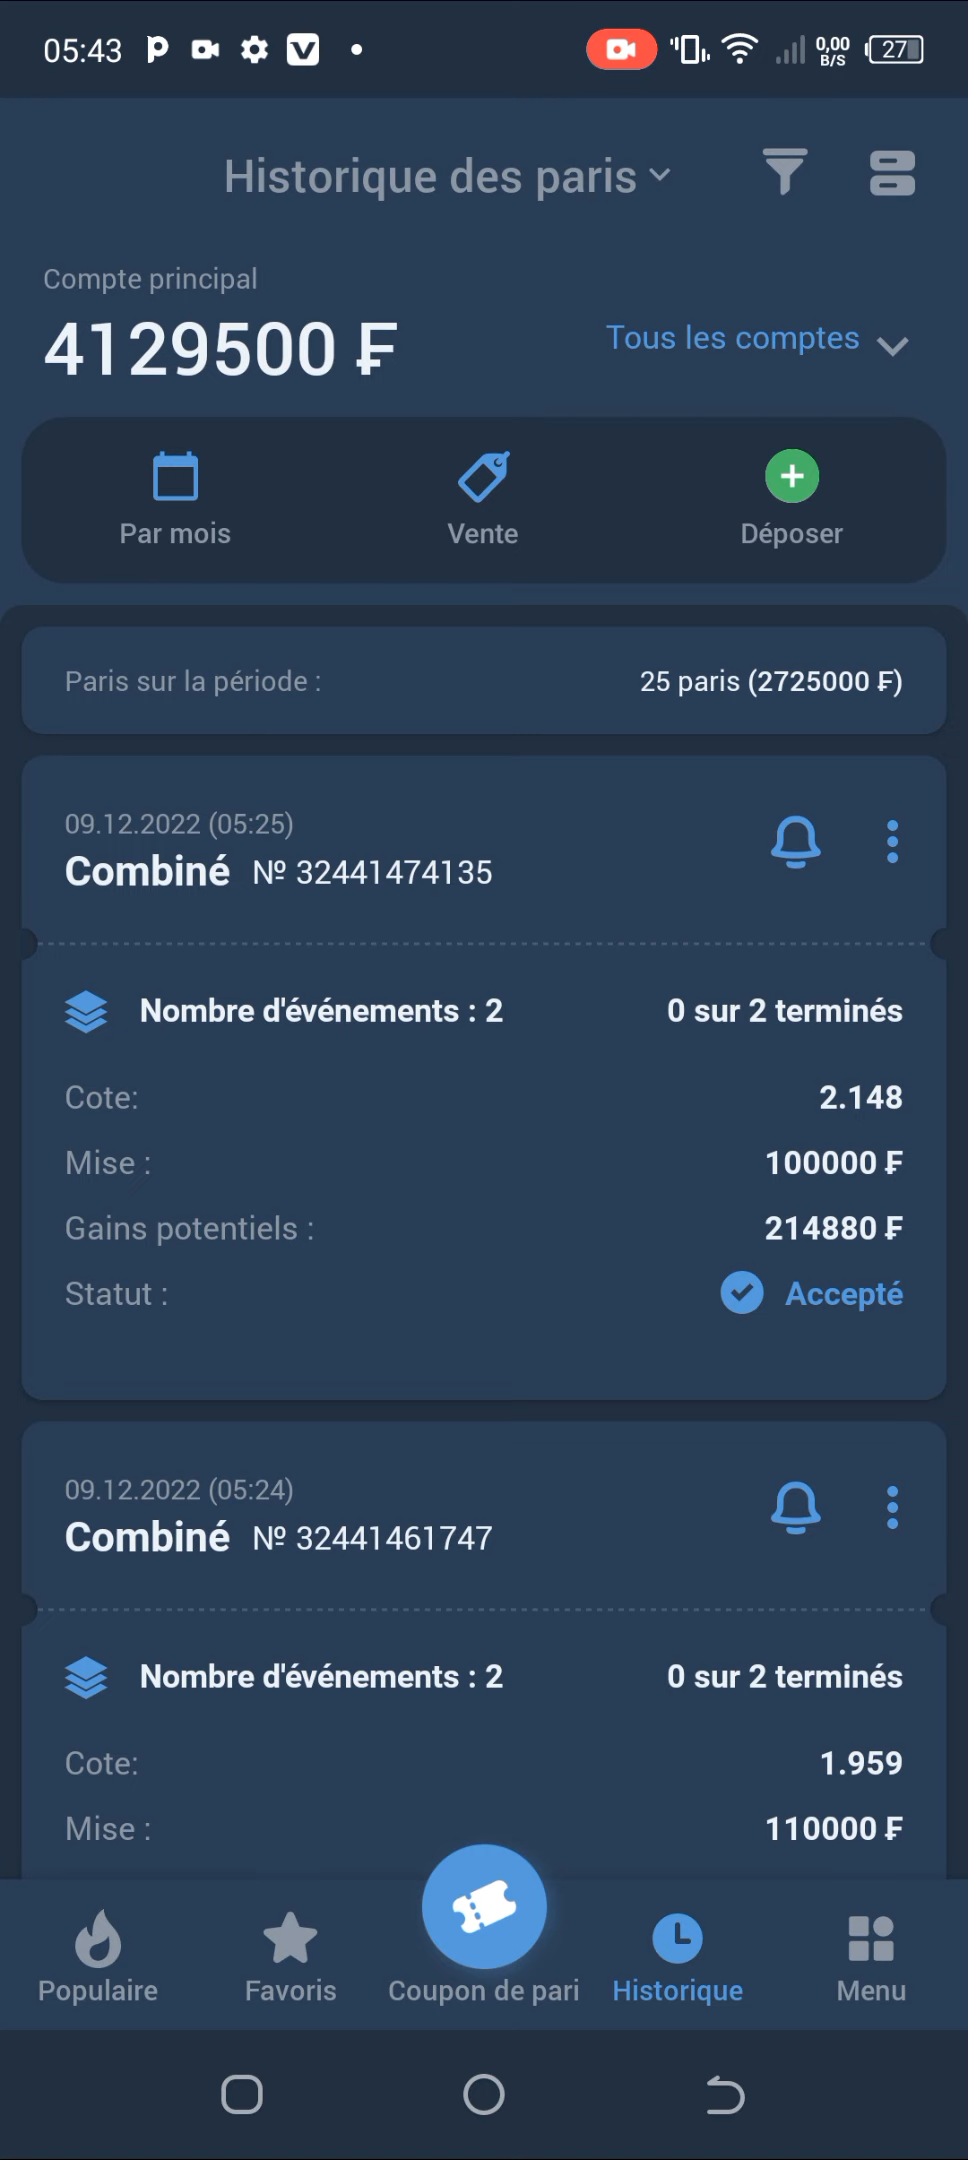 05:43
0,00
B/S
27
Historique des paris
Compte principal
4129500 ₣
Tous les comptes
Par mois
Vente
Déposer
Paris sur la période :
25 paris (2725000 ₣)
09.12.2022 (05:25)
Combiné № 32441474135
Nombre d'événements : 2
0 sur 2 terminés
Cote:
2.148
Mise :
100000 ₣
Gains potentiels :
214880 ₣
Statut :
Accepté
09.12.2022 (05:24)
Combiné № 32441461747
Nombre d'événements : 2
0 sur 2 terminés
Cote:
1.959
Mise :
110000 ₣
Populaire
Favoris
Coupon de pari
Historique
Menu